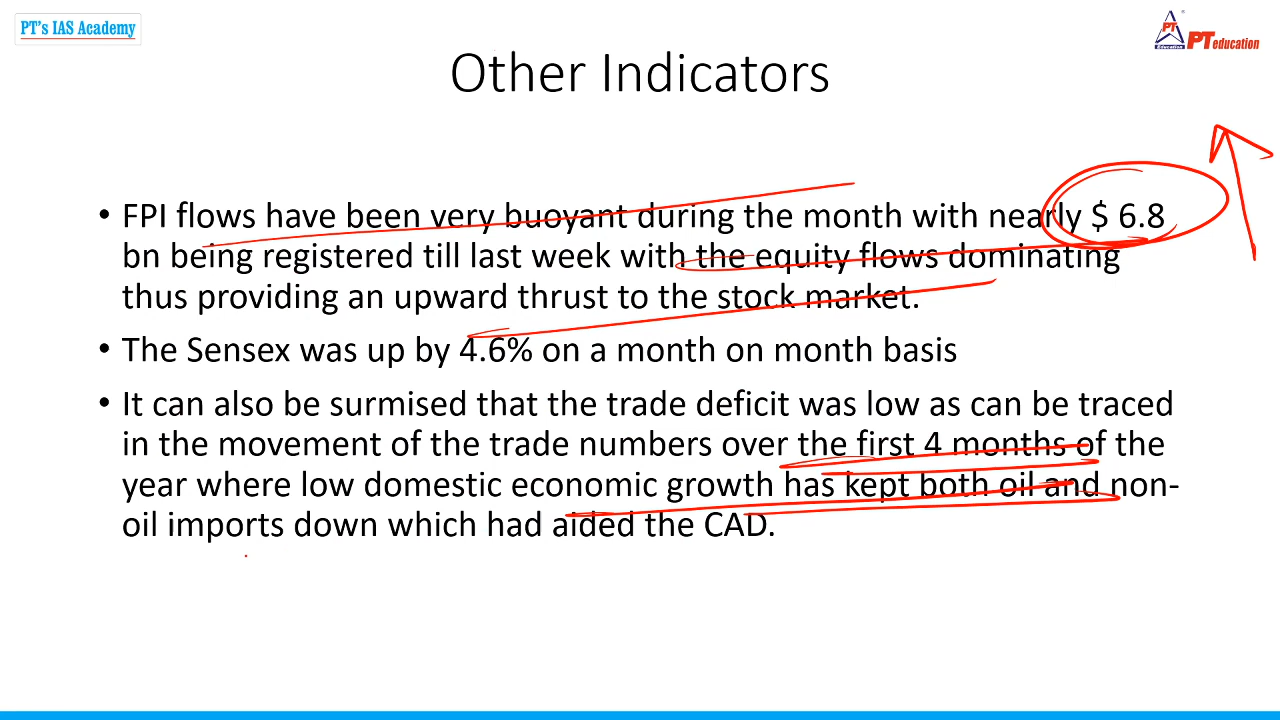 PT's IAS Academy
PT
Education
PT education
Other Indicators
• FPI flows have been very buoyant during the month with nearly $ 6.8
bn being registered till last week with the equity flows dominating
thus providing an upward thrust to the stock market.
• The Sensex was up by 4.6% on a month on month basis
• It can also be surmised that the trade deficit was low as can be traced
in the movement of the trade numbers over the first 4 months of the
year where low domestic economic growth has kept both oil and non-
oil imports down which had aided the CAD.